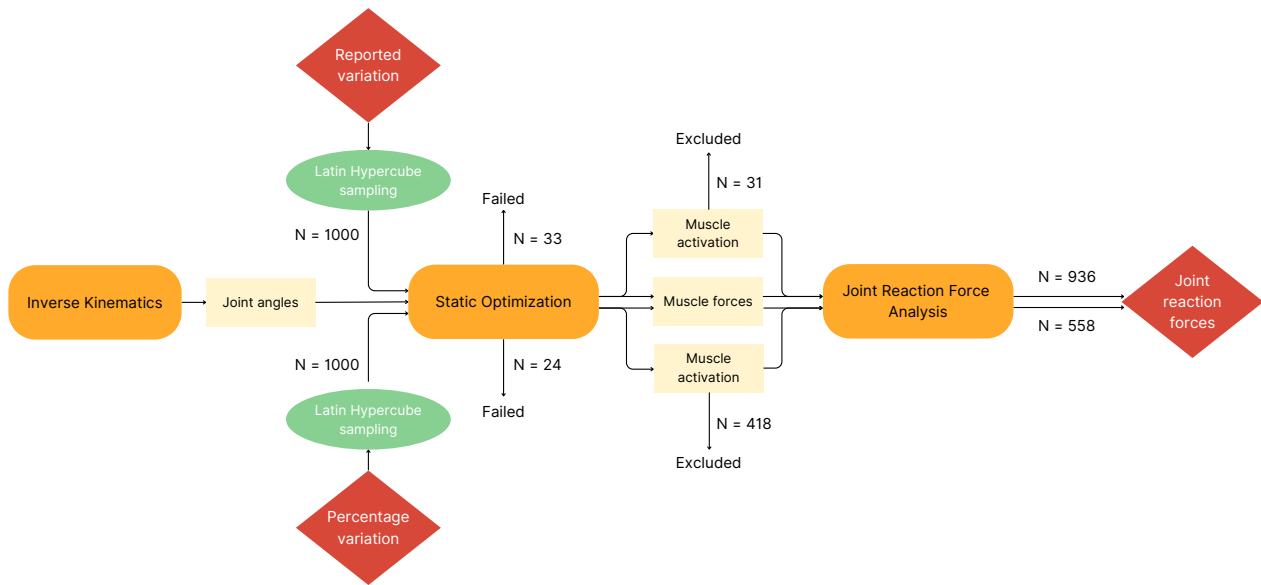 Reported
variation
Latin Hypercube
sampling
N = 1000
Inverse Kinematics
Joint angles
N = 1000
Latin Hypercube
sampling
Percentage
variation
Failed
N = 33
Static Optimization
N = 24
Failed
Excluded
N = 31
Muscle
activation
Muscle forces
Muscle
activation
N = 418
Excluded
Joint Reaction Force
Analysis
N = 936
N = 558
Joint
reaction
forces